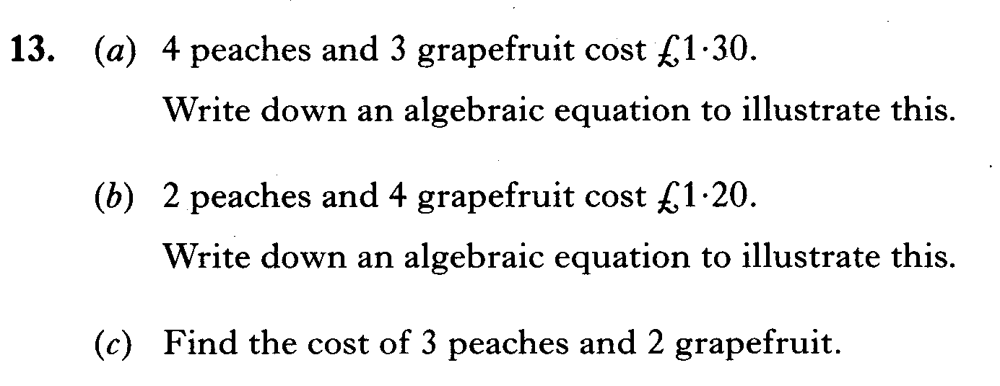 13. (a) 4 peaches and 3 grapefruit cost £1·30.
Write down an algebraic equation to illustrate this.
(b) 2 peaches and 4 grapefruit cost £1·20.
Write down an algebraic equation to illustrate this.
(c) Find the cost of 3 peaches and 2 grapefruit.